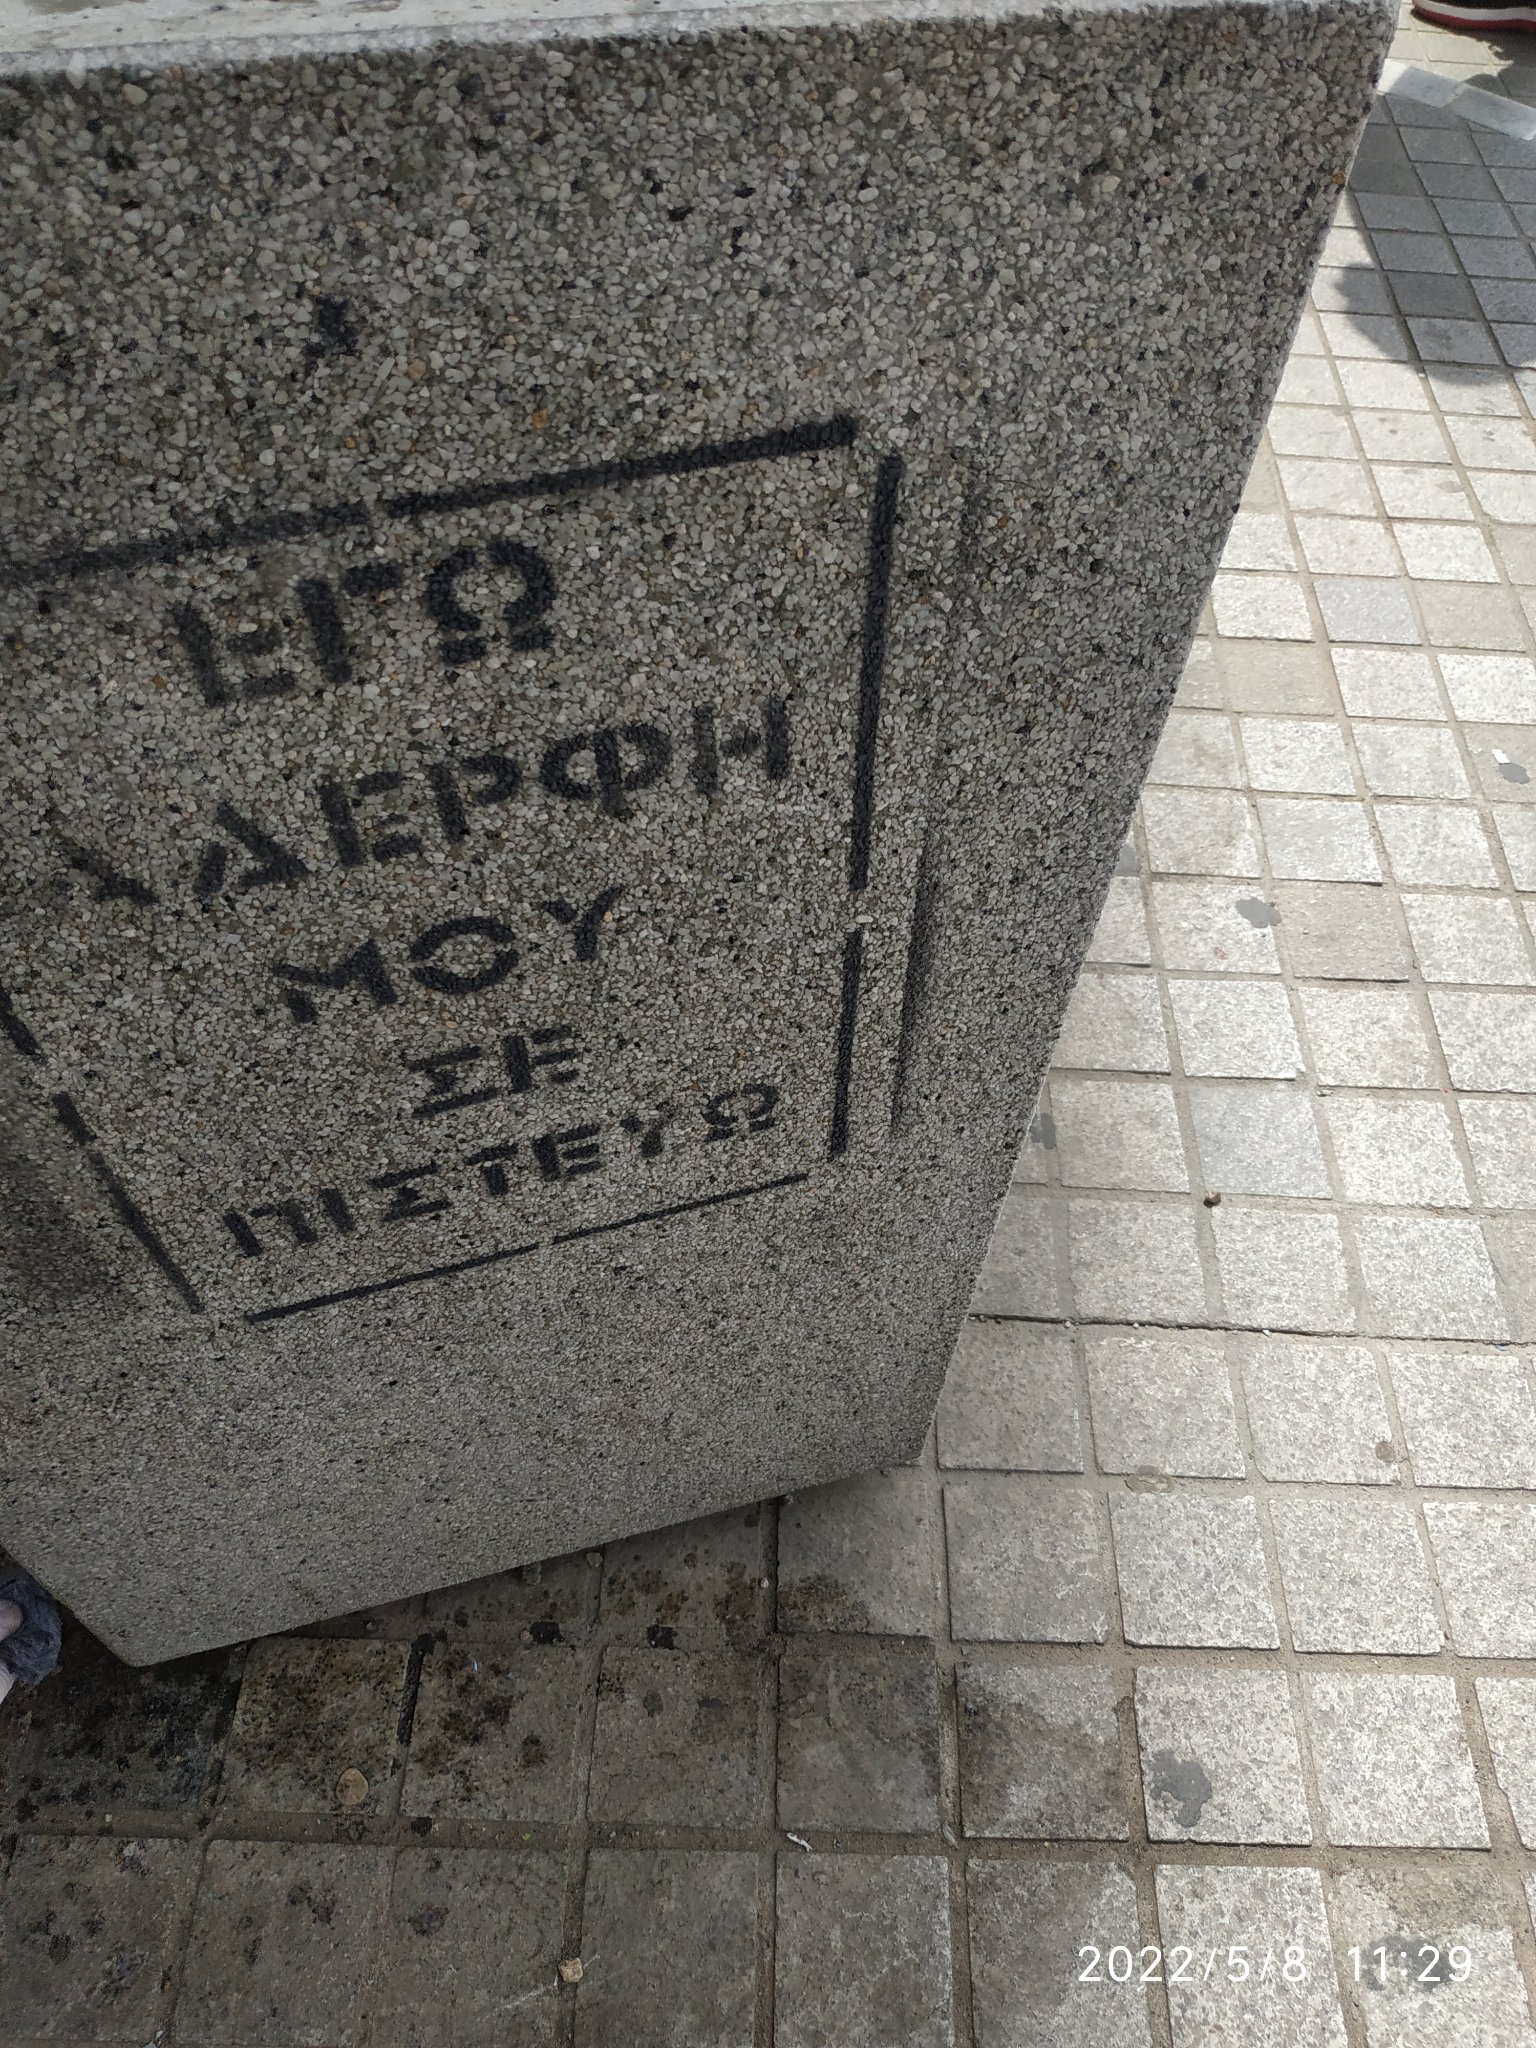 ΕΓΩ
ΑΔΕΡΦΗ
ΜΟΥ
ΣΕ
ΠΙΣΤΕΥΩ
2022/5/8 11:29